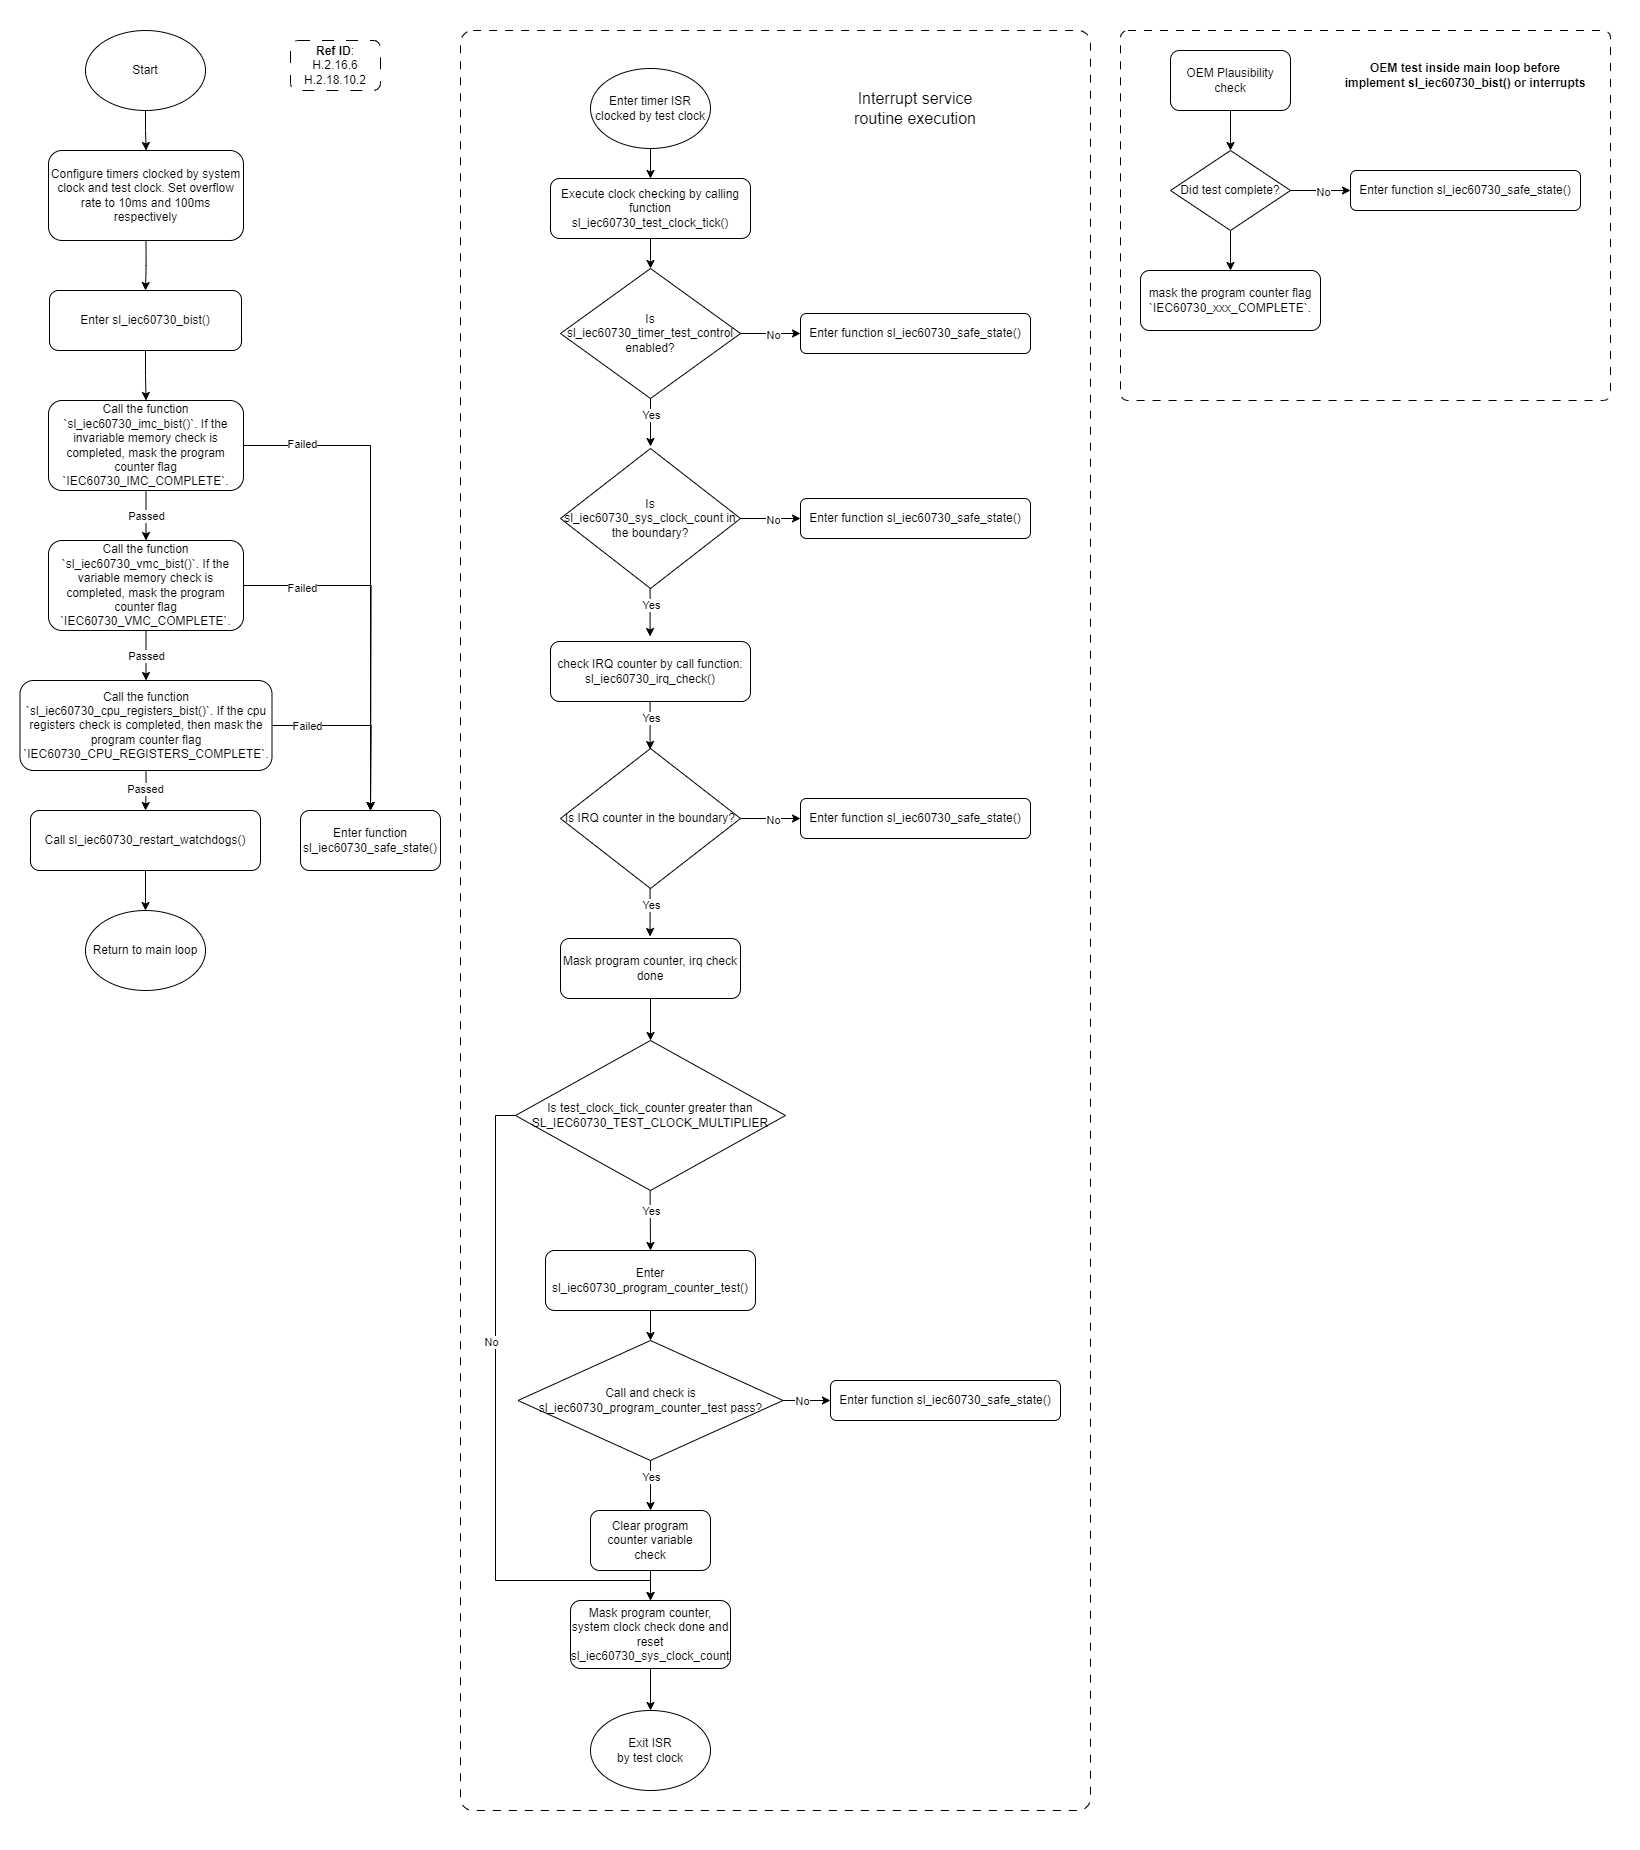 Start
Ref ID:
H.2.16.6
H.2.18.10.2
Configure timers clocked by system
clock and test clock. Set overflow
rate to 10ms and 100ms
respectively
Enter sl_iec60730_bist()
Call the function
`sl_iec60730_imc_bist()`. If the
invariable memory check is
completed, mask the program
counter flag
`IEC60730_IMC_COMPLETE`.
Failed
Passed
Call the function
`sl_iec60730_vmc_bist()`. If the
variable memory check is
completed, mask the program
counter flag
`IEC60730_VMC_COMPLETE`.
Failed
Passed
Call the function
`sl_iec60730_cpu_registers_bist()`. If the cpu
registers check is completed, then mask the
program counter flag
`IEC60730_CPU_REGISTERS_COMPLETE`.
Failed
Passed
Call sl_iec60730_restart_watchdogs()
Enter function
sl_iec60730_safe_state()
Return to main loop
Interrupt service
routine execution
Enter timer ISR
clocked by test clock
Execute clock checking by calling
function
sl_iec60730_test_clock_tick()
Is
sl_iec60730_timer_test_control
enabled?
No
Enter function sl_iec60730_safe_state()
Yes
Is
sl_iec60730_sys_clock_count in
the boundary?
No
Enter function sl_iec60730_safe_state()
Yes
check IRQ counter by call function:
sl_iec60730_irq_check()
Yes
Is IRQ counter in the boundary?
No
Enter function sl_iec60730_safe_state()
Yes
Mask program counter, irq check
done
Is test_clock_tick_counter greater than
SL_IEC60730_TEST_CLOCK_MULTIPLIER
Yes
Enter
sl_iec60730_program_counter_test()
No
Call and check is
sl_iec60730_program_counter_test pass?
No
Enter function sl_iec60730_safe_state()
Yes
Clear program
counter variable
check
Mask program counter,
system clock check done and
reset
sl_iec60730_sys_clock_count
Exit ISR
by test clock
OEM Plausibility
check
OEM test inside main loop before
implement sl_iec60730_bist() or interrupts
Did test complete?
No
Enter function sl_iec60730_safe_state()
mask the program counter flag
`IEC60730_xxx_COMPLETE`.